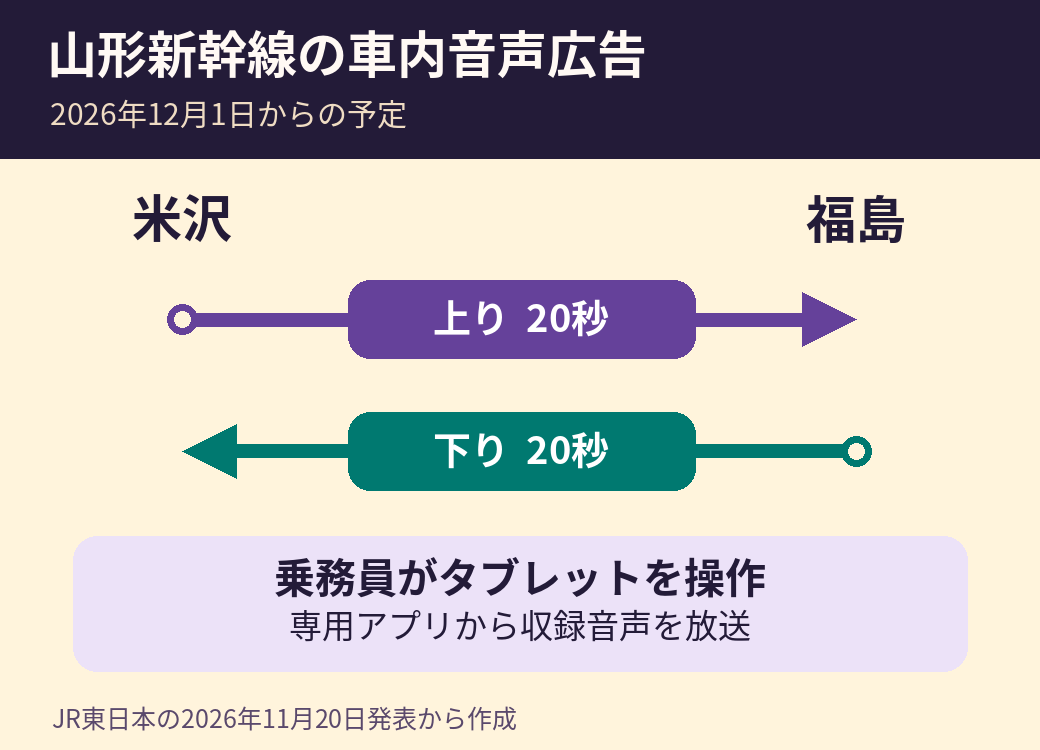 山形新幹線の車内音声広告
2026年12月1日からの予定
米沢
福島
上り 20秒
下り 20秒
乗務員がタブレットを操作
専用アプリから収録音声を放送
JR東日本の2026年11月20日発表から作成